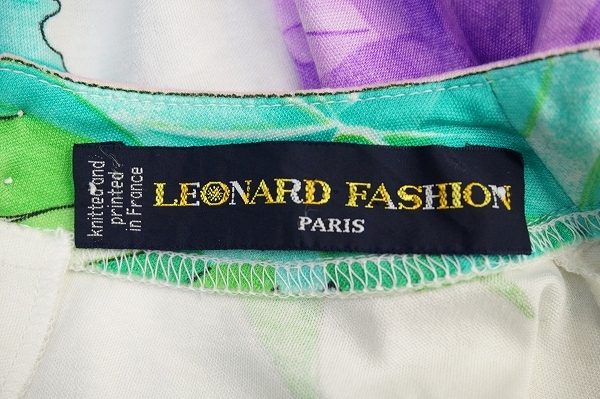 knitted and
printed
in France
LEONARD FASHION
PARIS